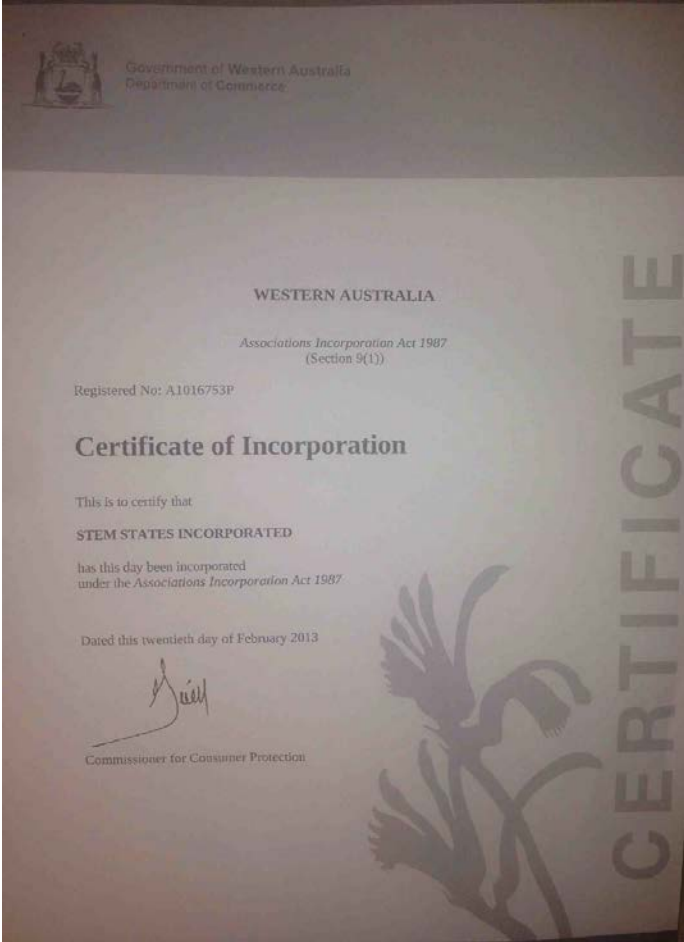 Government of Western Australia
Department of Commerce
WESTERN AUSTRALIA
Associations Incorporation Act 1987
(Section 9(1))
Registered No: A1016753P
Certificate of Incorporation
This is to certify that
STEM STATES INCORPORATED
has this day been incorporated
under the Associations Incorporation Act 1987
Dated this twentieth day of February 2013
Commissioner for Consumer Protection
CERTIFICATE